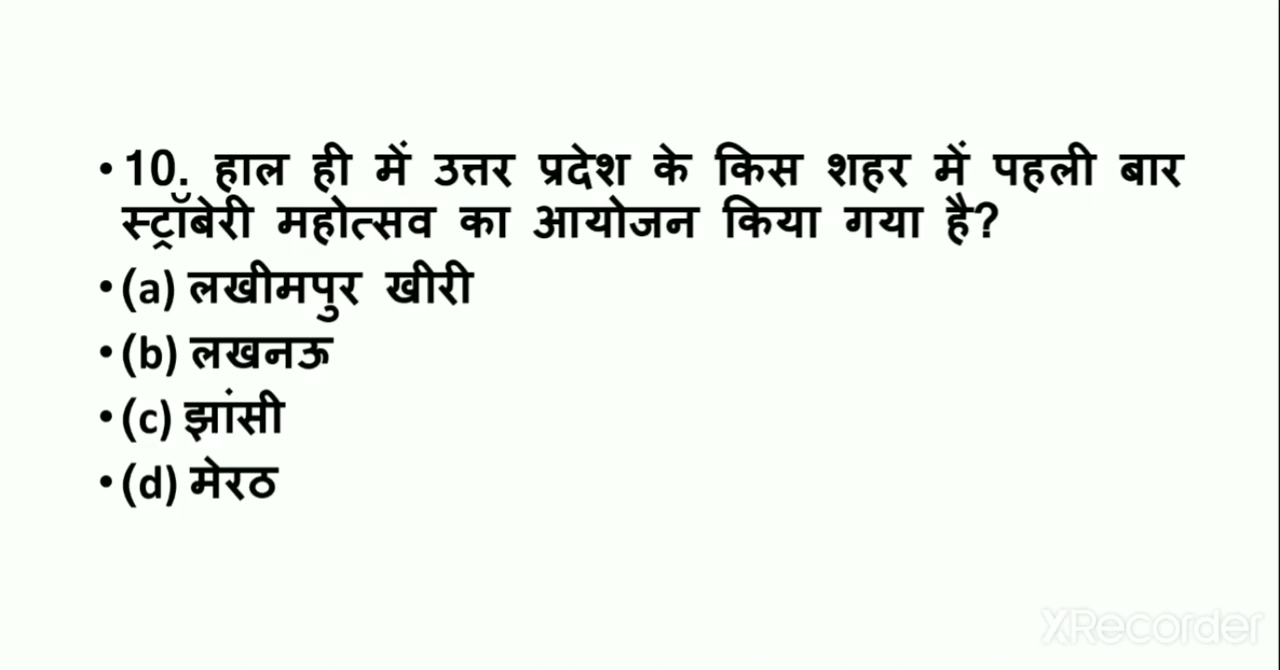 • 10. हाल ही में उत्तर प्रदेश के किस शहर में पहली बार
स्ट्रॉबेरी महोत्सव का आयोजन किया गया है?
• (a) लखीमपुर खीरी
• (b) लखनऊ
• (c) झांसी
• (d) मेरठ
XRecorder